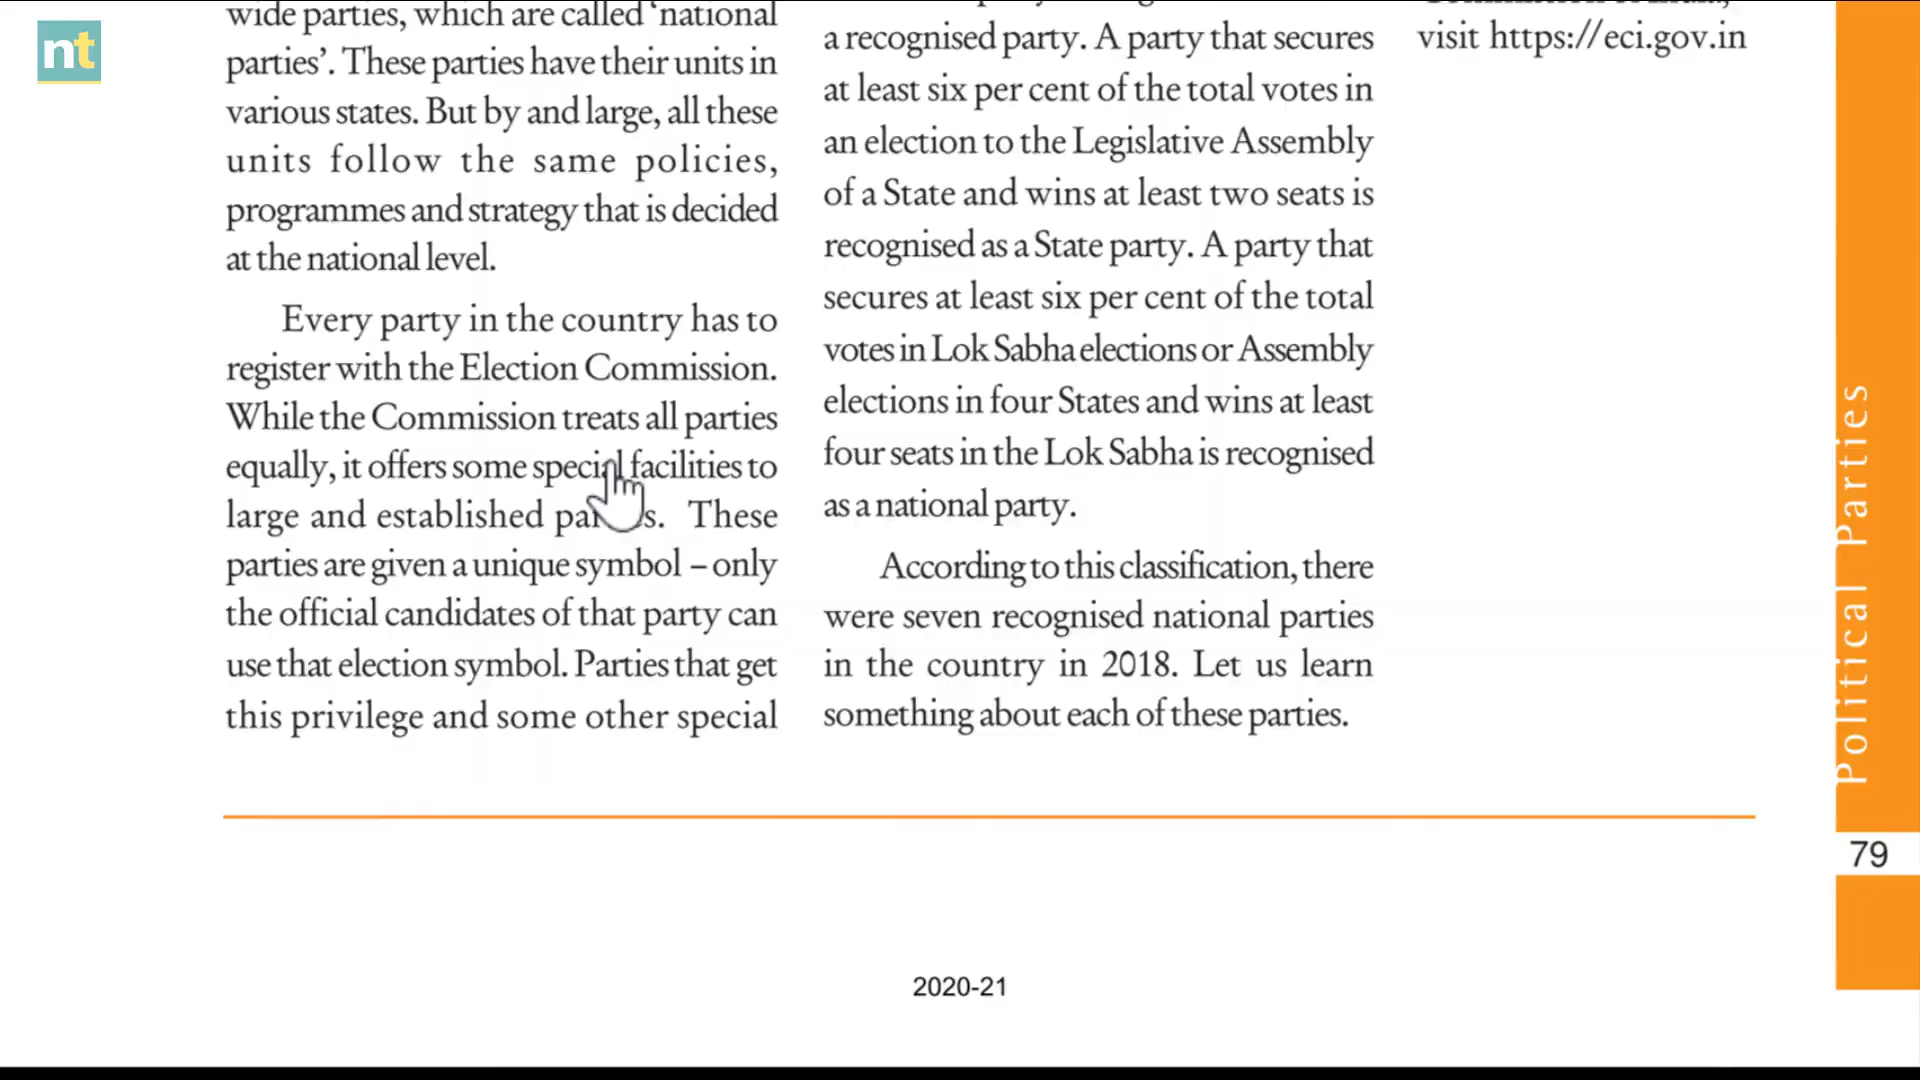 nt
wide parties, which are called 'national
parties'. These parties have their units in
various states. But by and large, all these
units follow the same policies,
programmes and strategy that is decided
at the national level.
Every party in the country has to
register with the Election Commission.
While the Commission treats all parties
equally, it offers some special facilities to
large and established parties. These
parties are given a unique symbol – only
the official candidates of that party can
use that election symbol. Parties that get
this privilege and some other special
a recognised party. A party that secures
at least six per cent of the total votes in
an election to the Legislative Assembly
of a State and wins at least two seats is
recognised as a State party. A party that
secures at least six per cent of the total
votes in Lok Sabha elections or Assembly
elections in four States and wins at least
four seats in the Lok Sabha is recognised
as a national party.
According to this classification, there
were seven recognised national parties
in the country in 2018. Let us learn
something about each of these parties.
visit https://eci.gov.in
Political Parties
79
2020-21